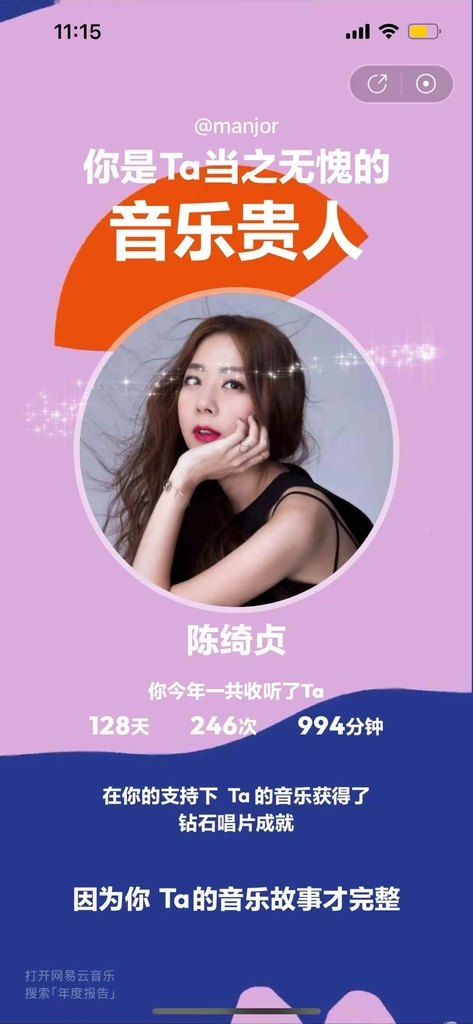 11:15
@manjor
你是Ta当之无愧的
音乐贵人
陈绮贞
你今年一共收听了Ta
128天 246次 994分钟
在你的支持下 Ta 的音乐获得了
钻石唱片成就
因为你 Ta的音乐故事才完整
打开网易云音乐
搜索「年度报告」